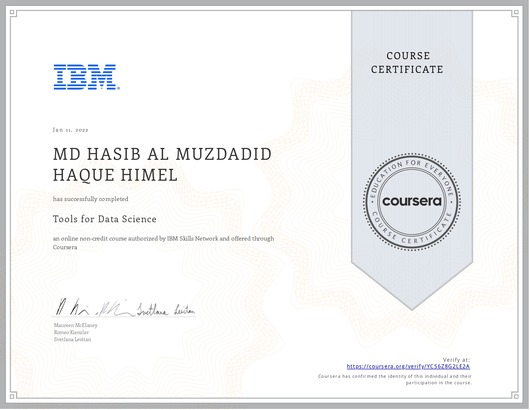 IBM
COURSE
CERTIFICATE
Jan 11, 2022
MD HASIB AL MUZDADID
HAQUE HIMEL
has successfully completed
Tools for Data Science
an online non-credit course authorized by IBM Skills Network and offered through
Coursera
EDUCATION FOR EVERYONE
coursera
COURSE CERTIFICATE
Svetlana Levitan
Maureen McElaney
Romeo Kienzler
Svetlana Levitan
Verify at:
https://coursera.org/verify/YCS6Z8G2LE2A
Coursera has confirmed the identity of this individual and their
participation in the course.